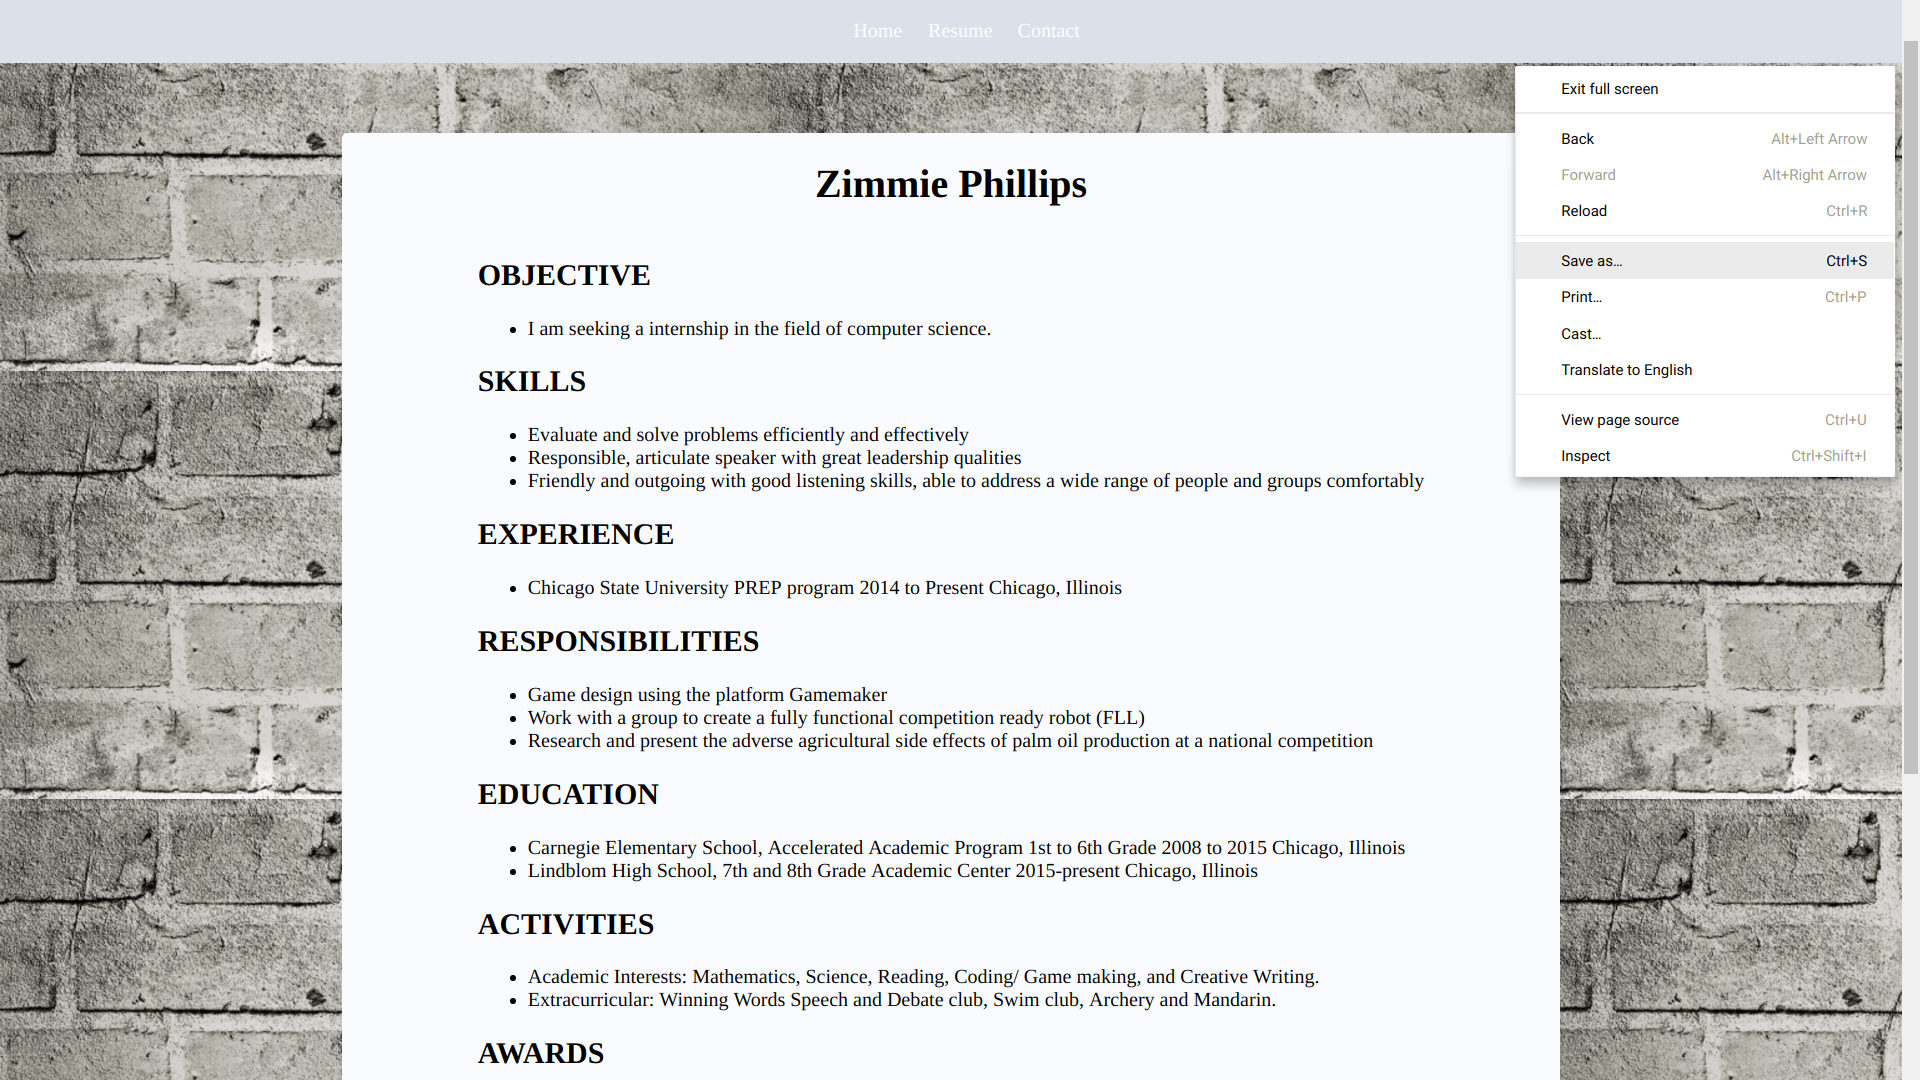 Home Resume Contact
Exit full screen
Back Alt+Left Arrow
Forward Alt+Right Arrow
Reload Ctrl+R
Save as… Ctrl+S
Print… Ctrl+P
Cast…
Translate to English
View page source Ctrl+U
Inspect Ctrl+Shift+I
Zimmie Phillips
OBJECTIVE
• I am seeking a internship in the field of computer science.
SKILLS
• Evaluate and solve problems efficiently and effectively
• Responsible, articulate speaker with great leadership qualities
• Friendly and outgoing with good listening skills, able to address a wide range of people and groups comfortably
EXPERIENCE
• Chicago State University PREP program 2014 to Present Chicago, Illinois
RESPONSIBILITIES
• Game design using the platform Gamemaker
• Work with a group to create a fully functional competition ready robot (FLL)
• Research and present the adverse agricultural side effects of palm oil production at a national competition
EDUCATION
• Carnegie Elementary School, Accelerated Academic Program 1st to 6th Grade 2008 to 2015 Chicago, Illinois
• Lindblom High School, 7th and 8th Grade Academic Center 2015-present Chicago, Illinois
ACTIVITIES
• Academic Interests: Mathematics, Science, Reading, Coding/ Game making, and Creative Writing.
• Extracurricular: Winning Words Speech and Debate club, Swim club, Archery and Mandarin.
AWARDS